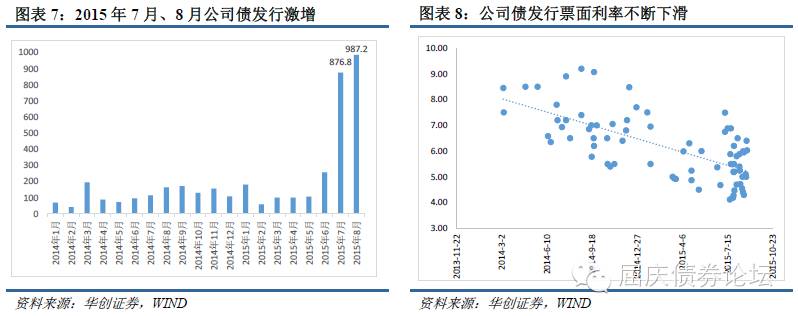 图表 7：2015 年 7 月、8 月公司债发行激增
987.2
876.8
1000
900
800
700
600
500
400
300
200
100
0
2014年1月
2014年2月
2014年3月
2014年4月
2014年5月
2014年6月
2014年7月
2014年8月
2014年9月
2014年10月
2014年11月
2014年12月
2015年1月
2015年2月
2015年3月
2015年4月
2015年5月
2015年6月
2015年7月
2015年8月
资料来源：华创证券，WIND
图表 8：公司债发行票面利率不断下滑
10.00
9.00
8.00
7.00
6.00
5.00
4.00
3.00
2013-11-22
2014-3-2
2014-6-10
2014-9-18
2014-12-27
2015-4-6
2015-7-15
2015-10-23
资料来源：华创证券，WIND
屈庆债券论坛